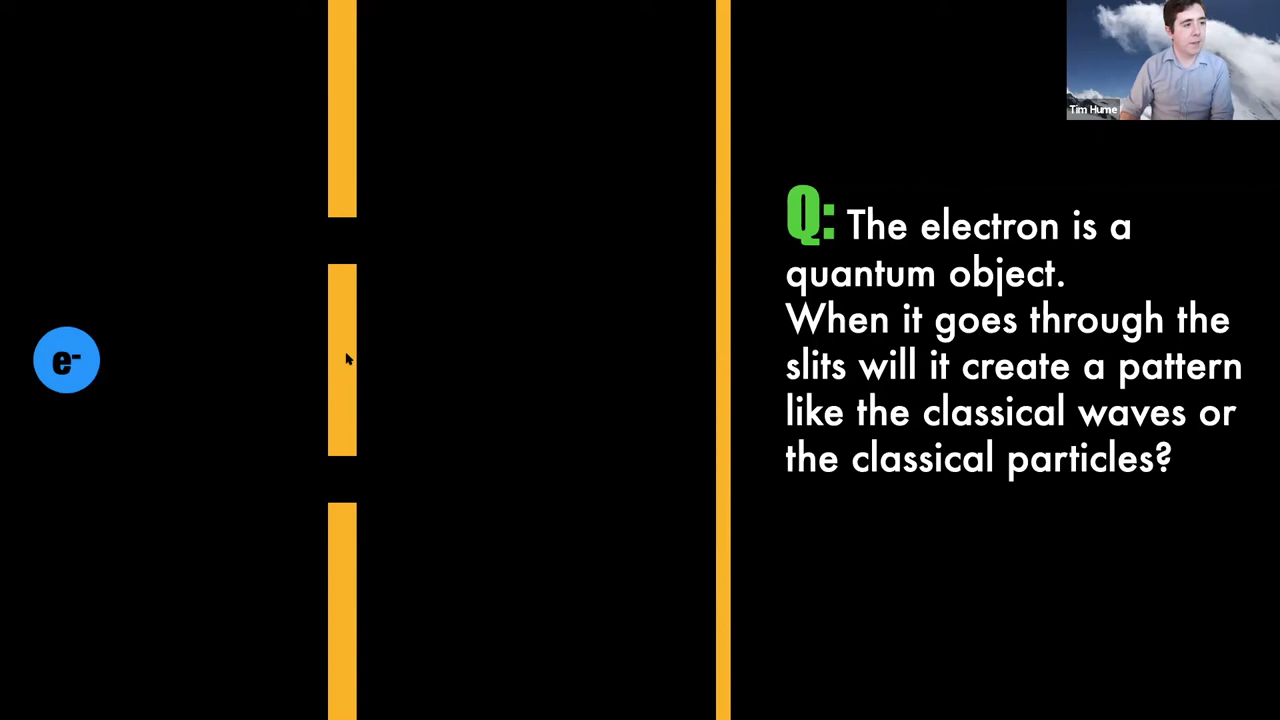 Tim Hume
Q: The electron is a
quantum object.
When it goes through the
slits will it create a pattern
like the classical waves or
the classical particles?
e-